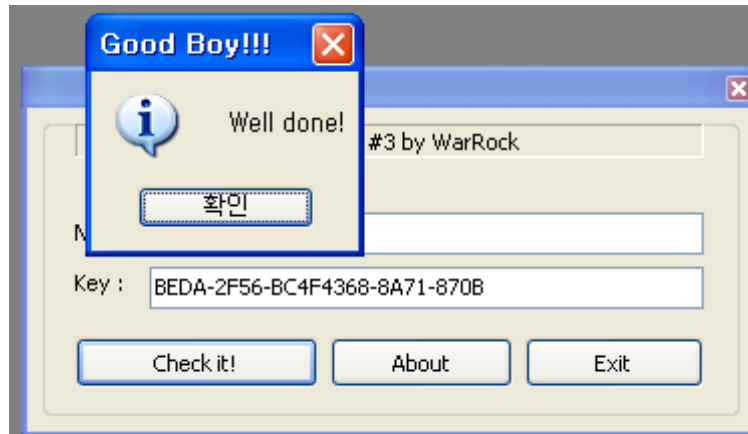 Good Boy!!!
Well done!
확인
#3 by WarRock
Key :
BEDA-2F56-BC4F4368-8A71-870B
Check it!
About
Exit